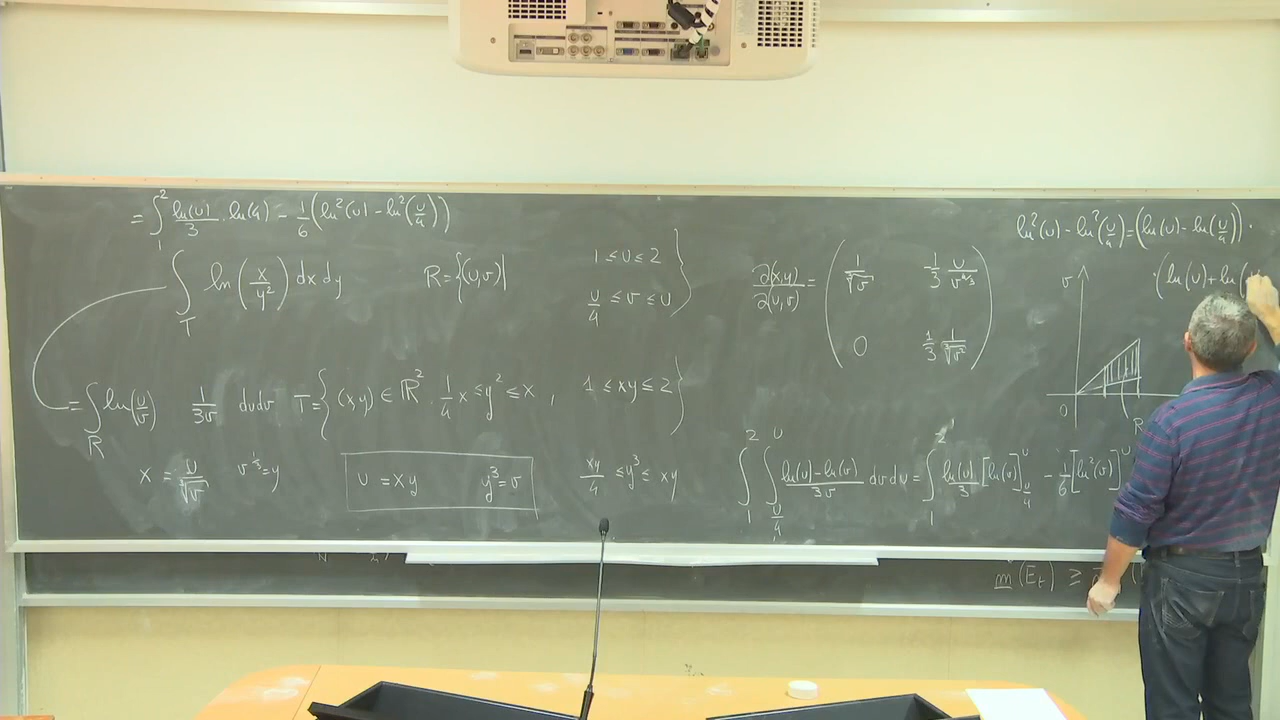 = ∫₁² ln(u)/3 · ln(4) - 1/6 (ln²(u) - ln²(u/4))
∫_T ln(x/y²) dx dy
R = {(u,v) | 1 ≤ u ≤ 2
u/4 ≤ v ≤ u}
= ∫_R ln(u/v) 1/3v du dv
T = {(x,y) ∈ ℝ² . 1/4 x ≤ y² ≤ x , 1 ≤ xy ≤ 2}
x = u/∛v v^{1/3} = y
u = xy y³ = v
xy/4 ≤ y³ ≤ xy
∂(x,y)/∂(u,v) = ( 1/∛v 1/3 u/v^{4/3}
0 1/3 1/∛v² )
∫₁² ∫_{u/4}^{u} ln(u) - ln(v)/3v dv du = ∫₁² ln(u)/3 [ln(v)]_{u/4}^{u} - 1/6 [ln²(v)]^{u}
ln²(u) - ln²(u/4) = (ln(u) - ln(u/4)) ·
· (ln(u) + ln(
v
0
R
m(E_t) ≥